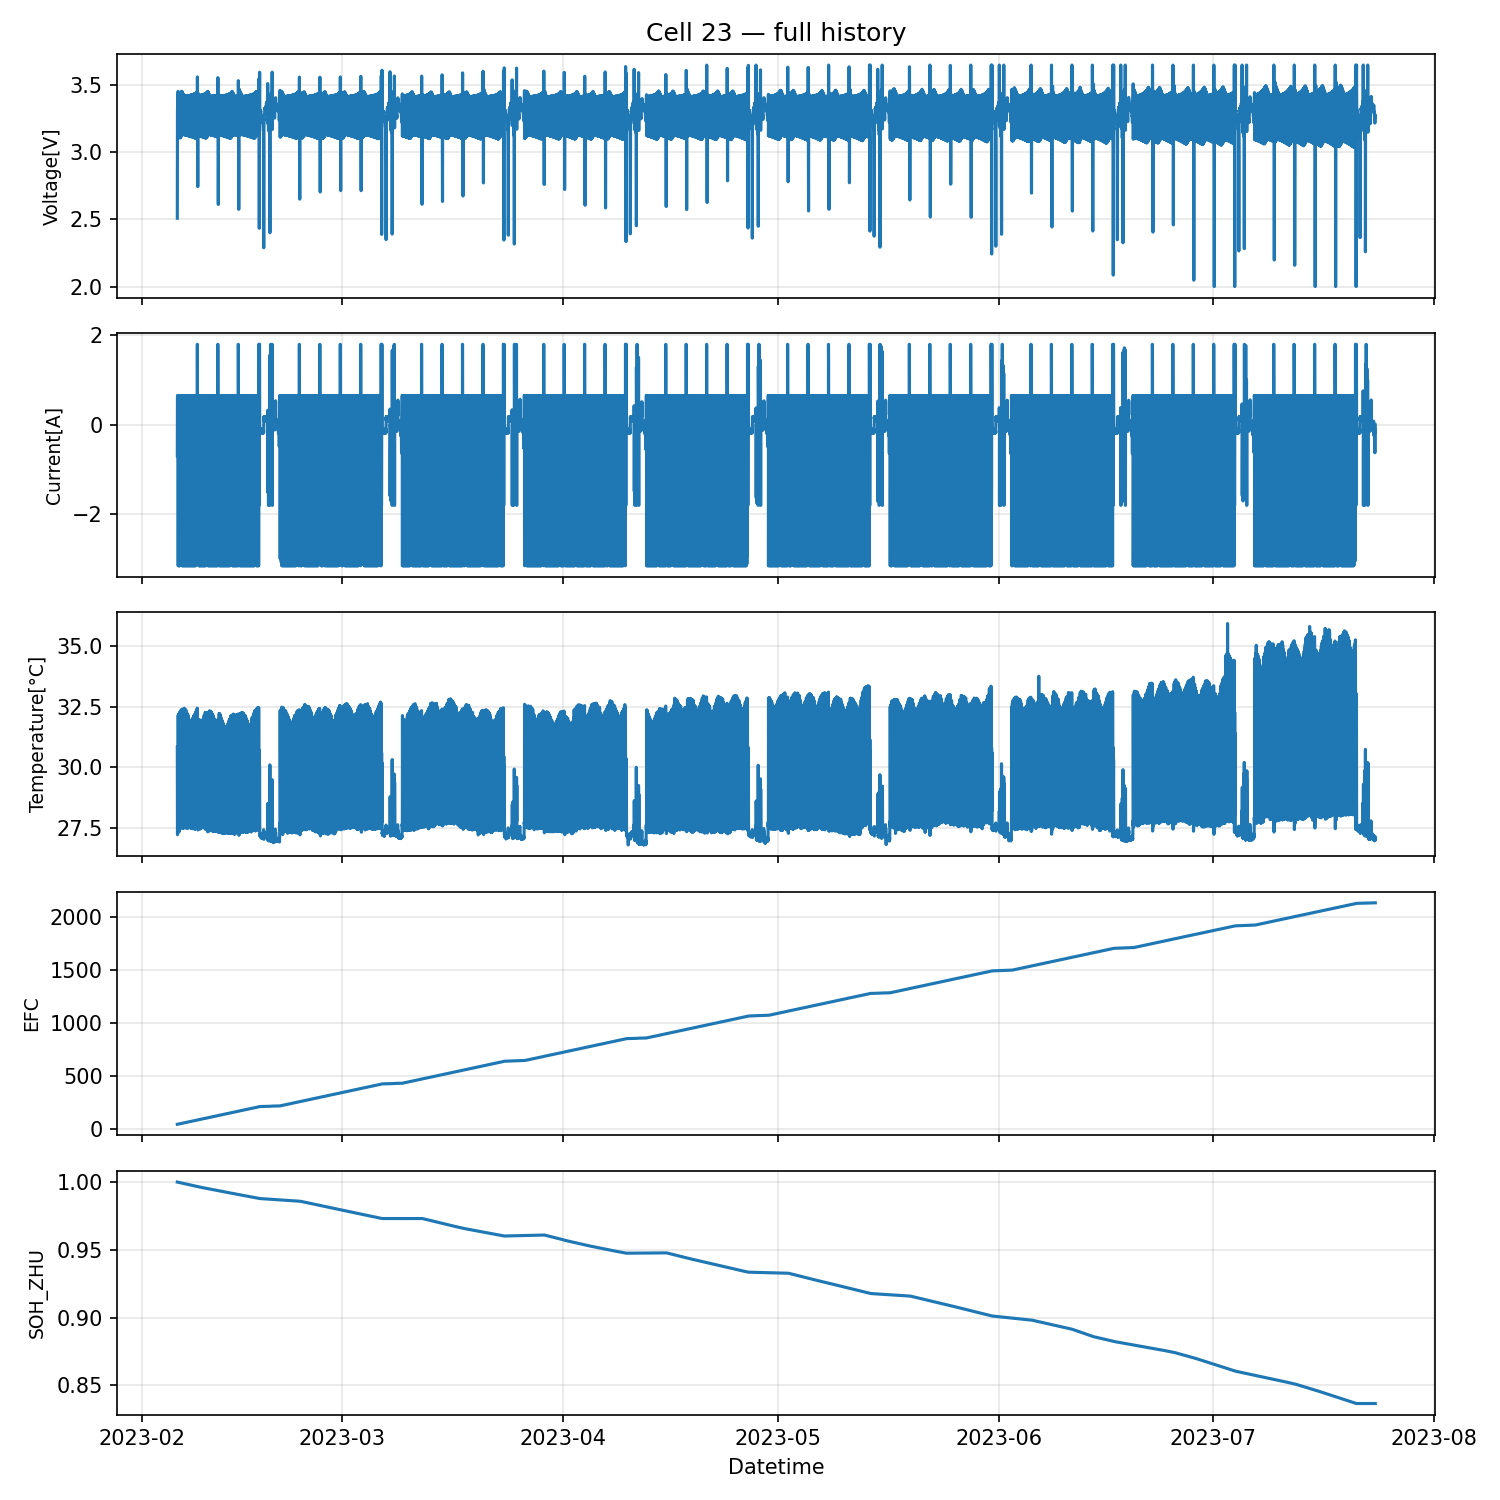 Cell 23 — full history
3.5
3.0
2.5
2.0
Voltage[V]
2
0
−2
Current[A]
35.0
32.5
30.0
27.5
Temperature[°C]
2000
1500
1000
500
0
EFC
1.00
0.95
0.90
0.85
SOH_ZHU
2023-02 2023-03 2023-04 2023-05 2023-06 2023-07 2023-08
Datetime